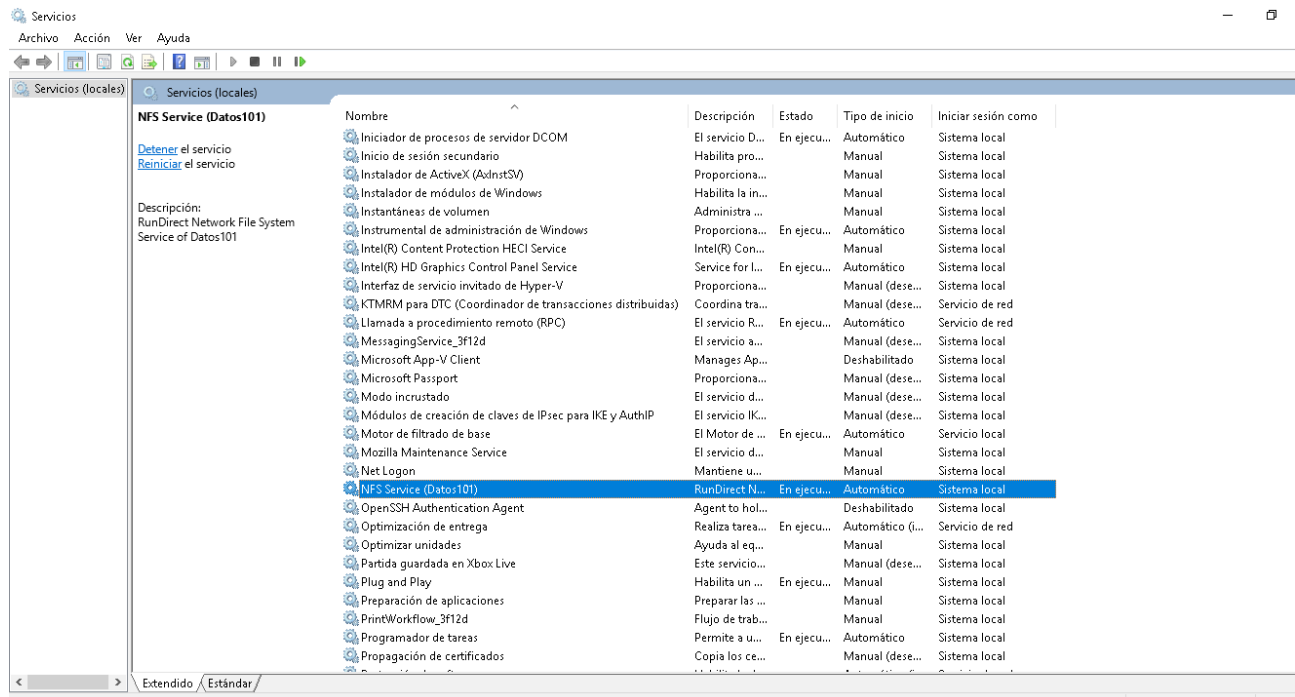 Servicios
Archivo Acción Ver Ayuda
Servicios (locales)
Servicios (locales)
NFS Service (Datos101)
Detener el servicio
Reiniciar el servicio
Descripción:
RunDirect Network File System
Service of Datos101
Nombre Descripción Estado Tipo de inicio Iniciar sesión como
Iniciador de procesos de servidor DCOM El servicio D... En ejecu... Automático Sistema local
Inicio de sesión secundario Habilita pro... Manual Sistema local
Instalador de ActiveX (AxInstSV) Proporciona... Manual Sistema local
Instalador de módulos de Windows Habilita la in... Manual Sistema local
Instantáneas de volumen Administra ... Manual Sistema local
Instrumental de administración de Windows Proporciona... En ejecu... Automático Sistema local
Intel(R) Content Protection HECI Service Intel(R) Con... Manual Sistema local
Intel(R) HD Graphics Control Panel Service Service for I... En ejecu... Automático Sistema local
Interfaz de servicio invitado de Hyper-V Proporciona... Manual (dese... Sistema local
KTMRM para DTC (Coordinador de transacciones distribuidas) Coordina tra... Manual (dese... Servicio de red
Llamada a procedimiento remoto (RPC) El servicio R... En ejecu... Automático Servicio de red
MessagingService_3f12d El servicio a... Manual (dese... Sistema local
Microsoft App-V Client Manages Ap... Deshabilitado Sistema local
Microsoft Passport Proporciona... Manual (dese... Sistema local
Modo incrustado El servicio d... Manual (dese... Sistema local
Módulos de creación de claves de IPsec para IKE y AuthIP El servicio IK... Manual (dese... Sistema local
Motor de filtrado de base El Motor de ... En ejecu... Automático Servicio local
Mozilla Maintenance Service El servicio d... Manual Sistema local
Net Logon Mantiene u... Manual Sistema local
NFS Service (Datos101) RunDirect N... En ejecu... Automático Sistema local
OpenSSH Authentication Agent Agent to hol... Deshabilitado Sistema local
Optimización de entrega Realiza tarea... En ejecu... Automático (i... Servicio de red
Optimizar unidades Ayuda al eq... Manual Sistema local
Partida guardada en Xbox Live Este servicio... Manual (dese... Sistema local
Plug and Play Habilita un ... En ejecu... Manual Sistema local
Preparación de aplicaciones Preparar las ... Manual Sistema local
PrintWorkflow_3f12d Flujo de trab... Manual Sistema local
Programador de tareas Permite a u... En ejecu... Automático Sistema local
Propagación de certificados Copia los ce... Manual (dese... Sistema local
Extendido Estándar